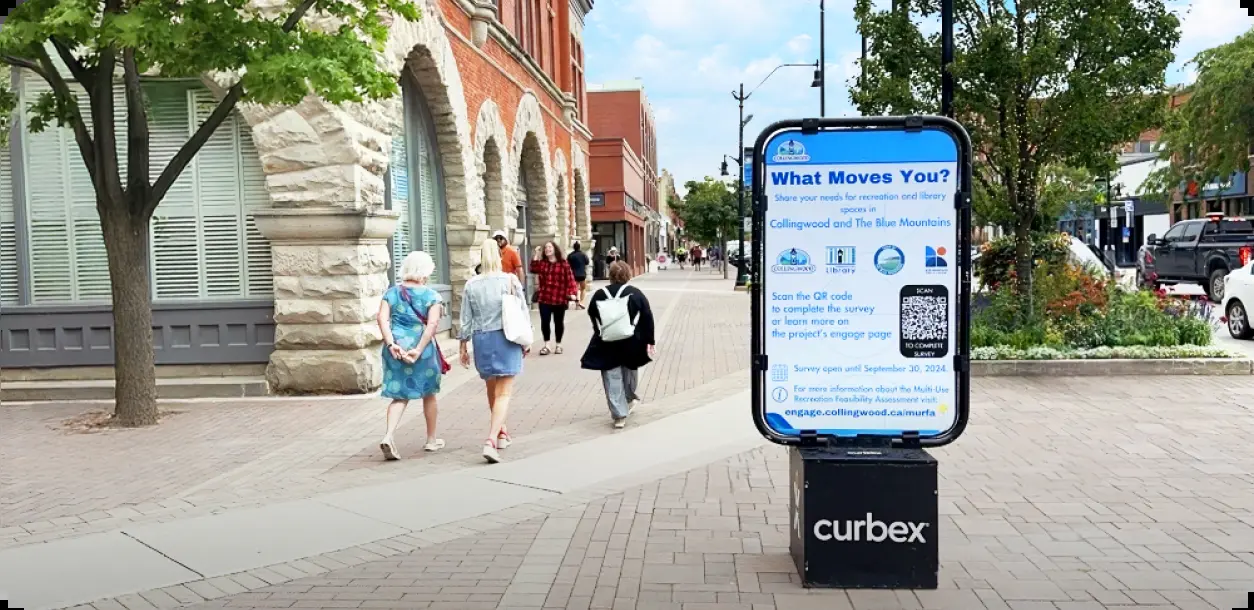 COLLINGWOOD
What Moves You?
Share your needs for recreation and library
spaces in
Collingwood and The Blue Mountains
COLLINGWOOD
Library
Scan the QR code
to complete the survey
or learn more on
the project's engage page
SCAN
TO COMPLETE
SURVEY
Survey open until September 30, 2024.
For more information about the Multi-Use
Recreation Feasibility Assessment visit:
engage.collingwood.ca/murfa
curbex